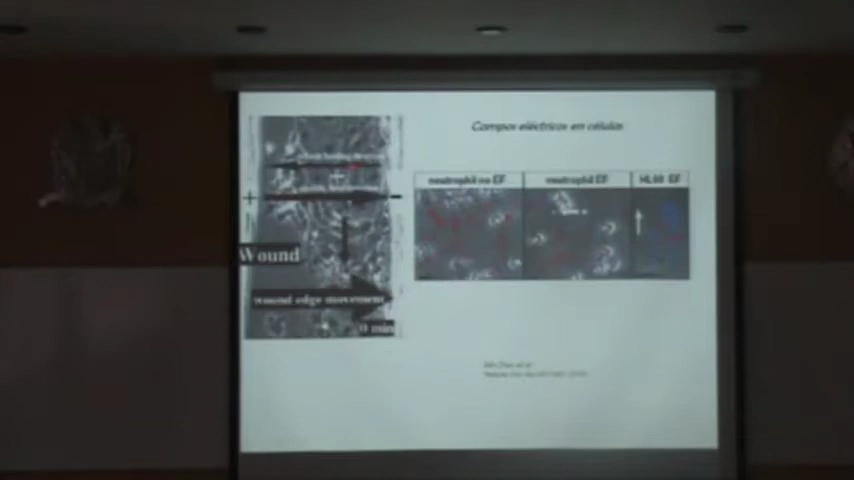 Campos eléctricos en células
neutrophil no EF
neutrophil EF
HL60 EF
+
Wound
wound edge movement
0 min